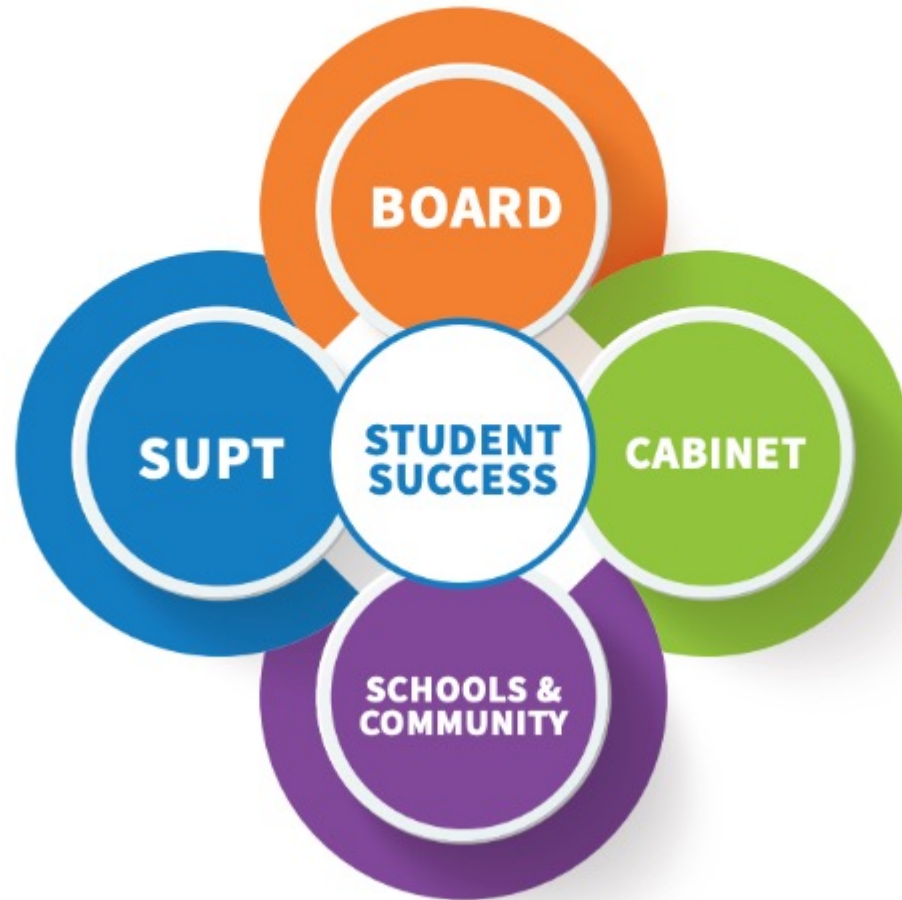 BOARD
SUPT
STUDENT
SUCCESS
CABINET
SCHOOLS &
COMMUNITY